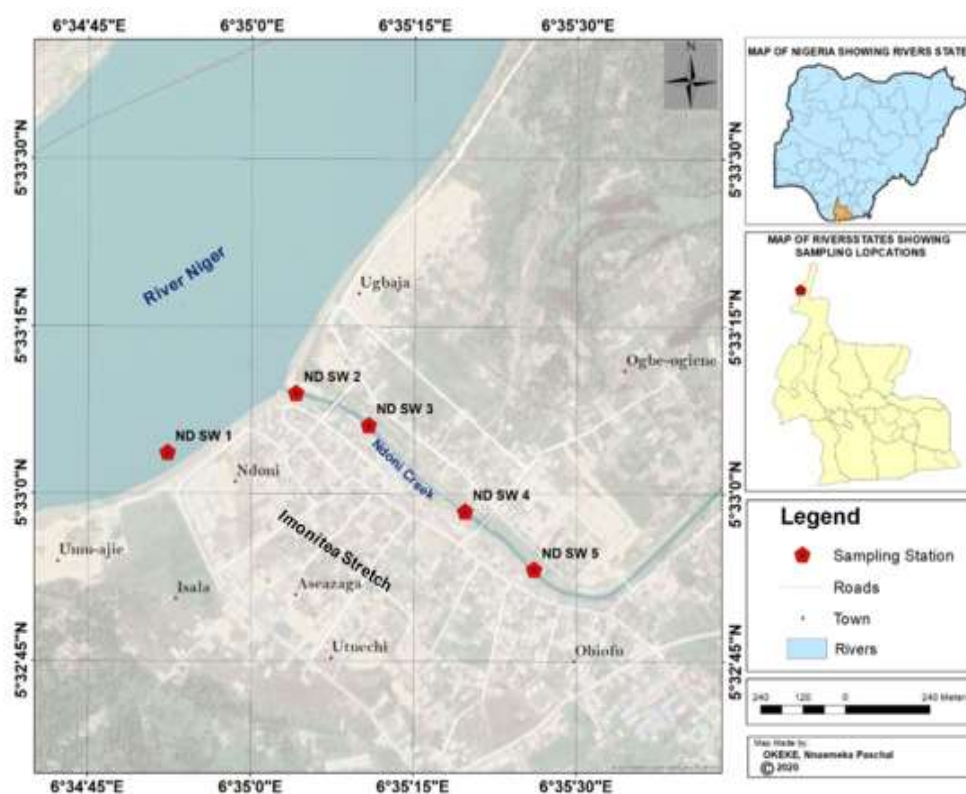 6°34'45"E 6°35'0"E 6°35'15"E 6°35'30"E
N
5°33'30"N
5°33'30"N
5°33'15"N
5°33'15"N
5°33'0"N
5°33'0"N
5°32'45"N
5°32'45"N
River Niger
Ugbaja
Ogbe-ogiene
ND SW 2
ND SW 3
ND SW 1
Ndoni Creek
Ndoni
ND SW 4
Imonitea Stretch
ND SW 5
Umu-ajie
Isala
Aseazaga
Utuechi
Obiofu
6°34'45"E 6°35'0"E 6°35'15"E 6°35'30"E
MAP OF NIGERIA SHOWING RIVERS STATE
MAP OF RIVERSSTATES SHOWING
SAMPLING LOPCATIONS
Legend
Sampling Station
Roads
Town
Rivers
240 120 0 240 Meters
Map Made by:
OKEKE, Nnaemeka Paschal
© 2020